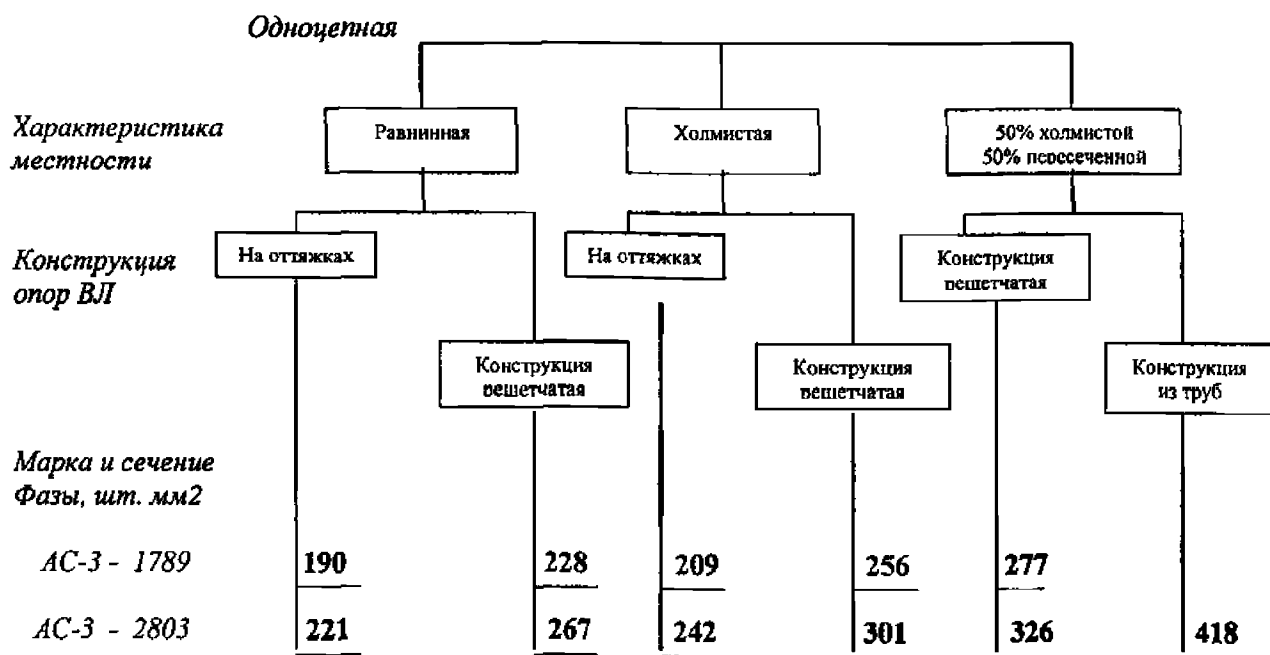 Одноцепная
Характеристика
местности
Равнинная
Холмистая
50% холмистой
50% пересеченной
Конструкция
опор ВЛ
На оттяжках
На оттяжках
Конструкция
решетчатая
Конструкция
решетчатая
Конструкция
решетчатая
Конструкция
из труб
Марка и сечение
Фазы, шт. мм2
АС-3 - 1789 190 228 209 256 277
АС-3 - 2803 221 267 242 301 326 418